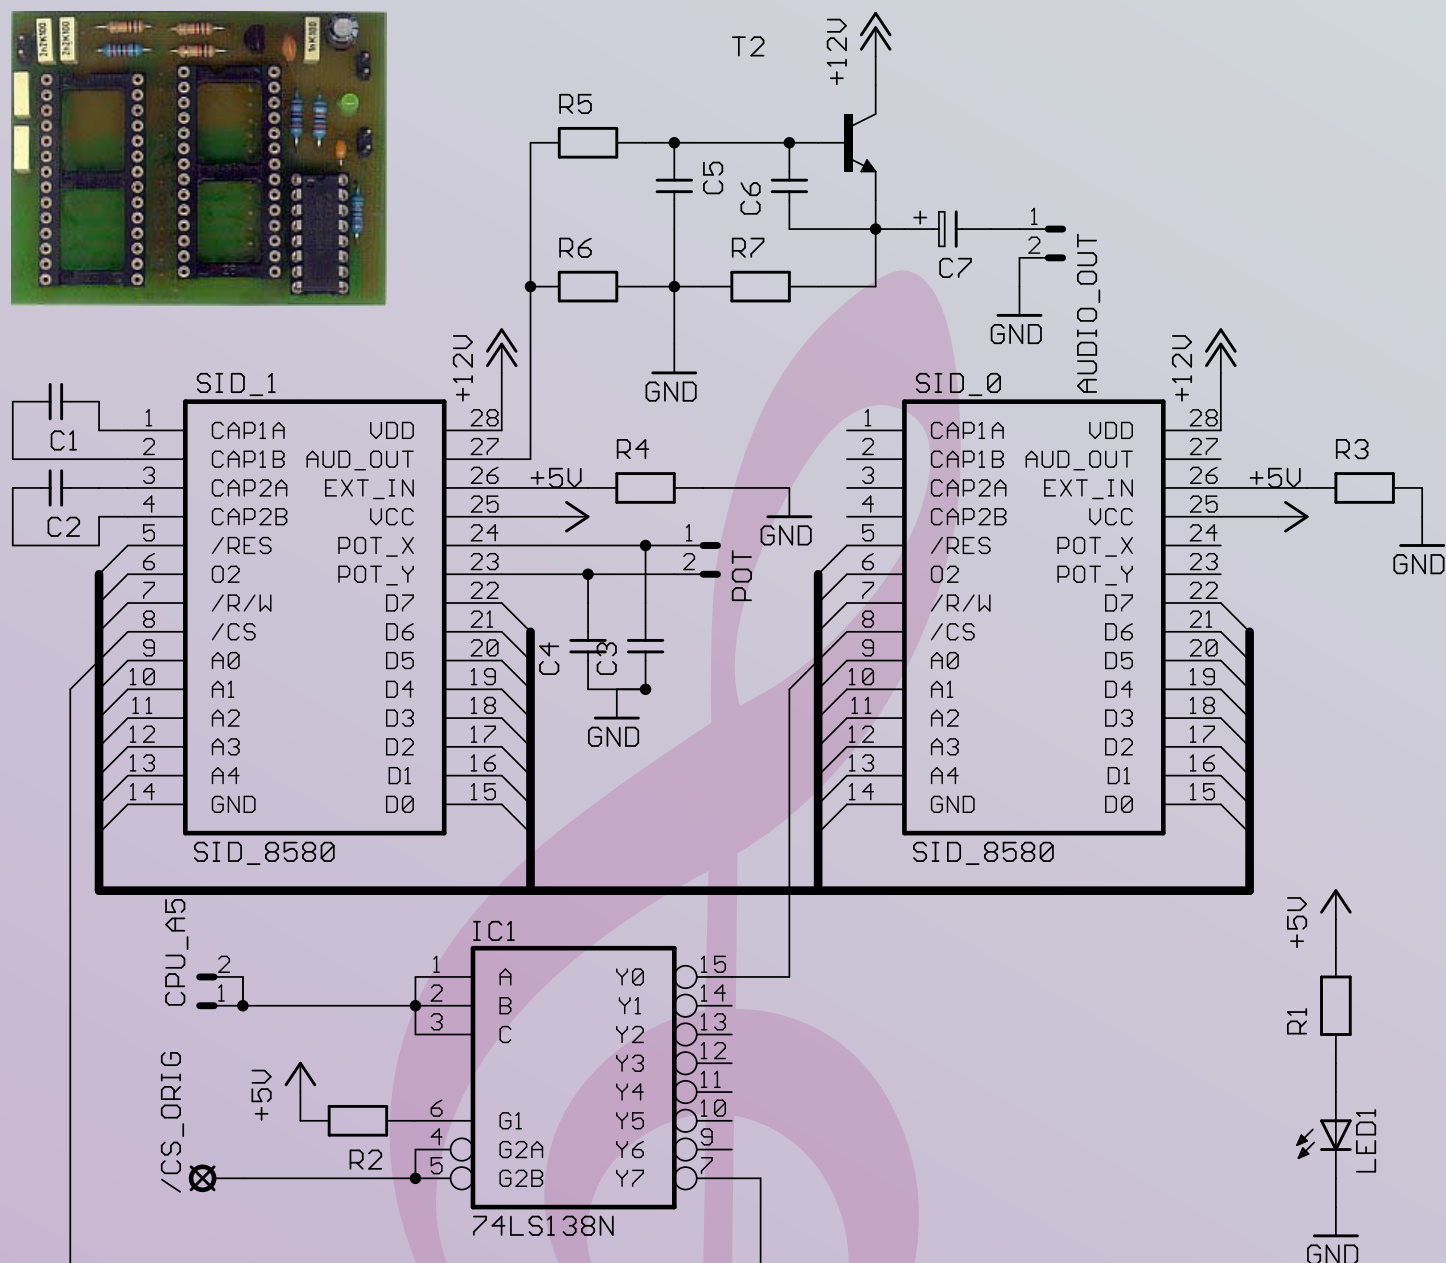 2n2K100
2n2K100
1nK100
T2
+12V
R5
C5
C6
R6
R7
+
C7
1
2
AUDIO_OUT
GND
GND
SID_1
+12V
C1
C2
1 CAP1A VDD 28
2 CAP1B AUD_OUT 27
3 CAP2A EXT_IN 26
4 CAP2B VCC 25
5 /RES POT_X 24
6 O2 POT_Y 23
7 /R/W D7 22
8 /CS D6 21
9 A0 D5 20
10 A1 D4 19
11 A2 D3 18
12 A3 D2 17
13 A4 D1 16
14 GND D0 15
SID_8580
R4
+5V
GND
1
2
POT
C4
C3
GND
SID_0
+12V
1 CAP1A VDD 28
2 CAP1B AUD_OUT 27
3 CAP2A EXT_IN 26
4 CAP2B VCC 25
5 /RES POT_X 24
6 O2 POT_Y 23
7 /R/W D7 22
8 /CS D6 21
9 A0 D5 20
10 A1 D4 19
11 A2 D3 18
12 A3 D2 17
13 A4 D1 16
14 GND D0 15
SID_8580
R3
+5V
GND
CPU_A5
2
1
IC1
1 A Y0 15
2 B Y1 14
3 C Y2 13
Y3 12
Y4 11
6 G1 Y5 10
4 G2A Y6 9
5 G2B Y7 7
74LS138N
+5V
R2
/CS_ORIG
+5V
R1
LED1
GND